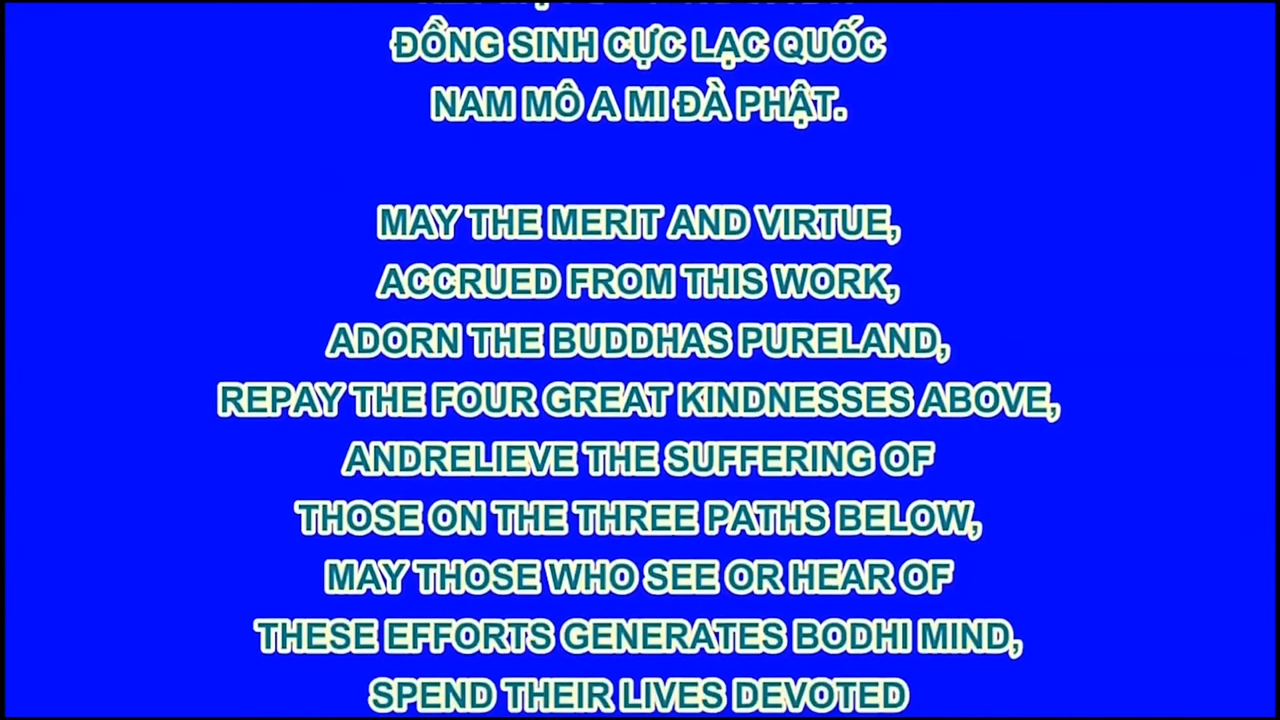 ĐỒNG SINH CỰC LẠC QUỐC
NAM MÔ A MI ĐÀ PHẬT.
MAY THE MERIT AND VIRTUE,
ACCRUED FROM THIS WORK,
ADORN THE BUDDHAS PURELAND,
REPAY THE FOUR GREAT KINDNESSES ABOVE,
ANDRELIEVE THE SUFFERING OF
THOSE ON THE THREE PATHS BELOW,
MAY THOSE WHO SEE OR HEAR OF
THESE EFFORTS GENERATES BODHI MIND,
SPEND THEIR LIVES DEVOTED